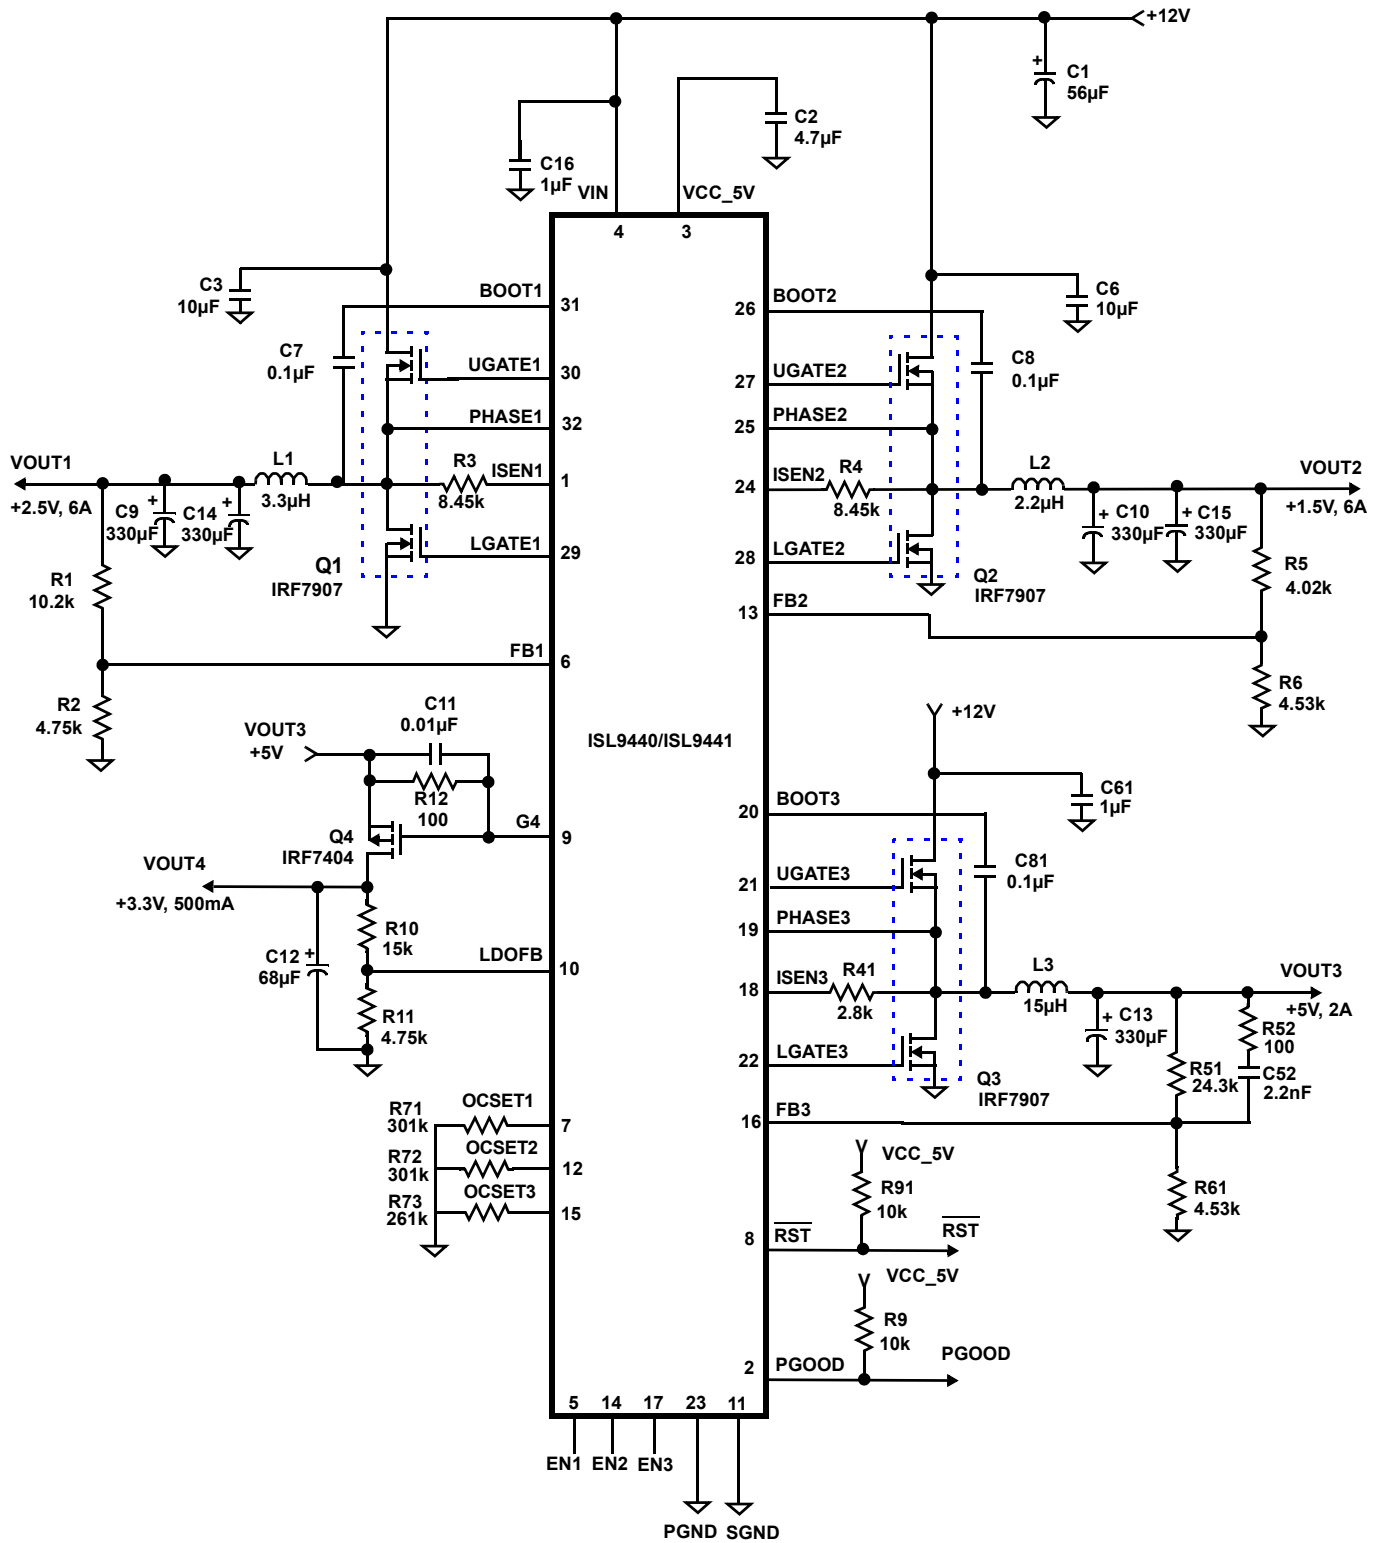 +12V
C1
56µF
C2
4.7µF
C16
1µF
VIN
VCC_5V
4
3
C3
10µF
BOOT1
31
26
BOOT2
C6
10µF
C7
0.1µF
UGATE1
30
27
UGATE2
C8
0.1µF
PHASE1
32
25
PHASE2
VOUT1
+2.5V, 6A
C9
330µF
C14
330µF
L1
3.3µH
R3
8.45k
ISEN1
1
24
ISEN2
R4
8.45k
L2
2.2µH
C10
330µF
C15
330µF
VOUT2
+1.5V, 6A
LGATE1
29
28
LGATE2
Q1
IRF7907
Q2
IRF7907
R1
10.2k
R5
4.02k
13
FB2
FB1
6
R2
4.75k
R6
4.53k
C11
0.01µF
VOUT3
+5V
R12
100
ISL9440/ISL9441
+12V
C61
1µF
G4
9
Q4
IRF7404
20
BOOT3
VOUT4
+3.3V, 500mA
C81
0.1µF
21
UGATE3
19
PHASE3
R10
15k
C12
68µF
LDOFB
10
R11
4.75k
18
ISEN3
R41
2.8k
L3
15µH
VOUT3
+5V, 2A
C13
330µF
R52
100
R51
24.3k
C52
2.2nF
22
LGATE3
Q3
IRF7907
16
FB3
R71
301k
OCSET1
7
R72
301k
OCSET2
12
R73
261k
OCSET3
15
VCC_5V
R91
10k
R61
4.53k
8
RST
RST
VCC_5V
R9
10k
2
PGOOD
PGOOD
5
14
17
23
11
EN1
EN2
EN3
PGND
SGND